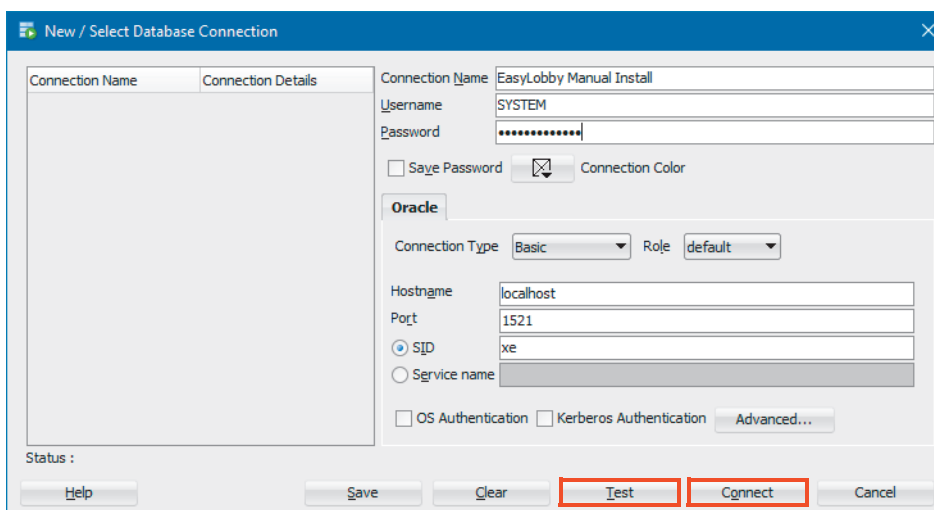 New / Select Database Connection
Connection Name Connection Details
Connection Name EasyLobby Manual Install
Username SYSTEM
Password •••••••••••••
Save Password Connection Color
Oracle
Connection Type Basic Role default
Hostname localhost
Port 1521
SID xe
Service name
OS Authentication Kerberos Authentication Advanced...
Status :
Help Save Clear Test Connect Cancel